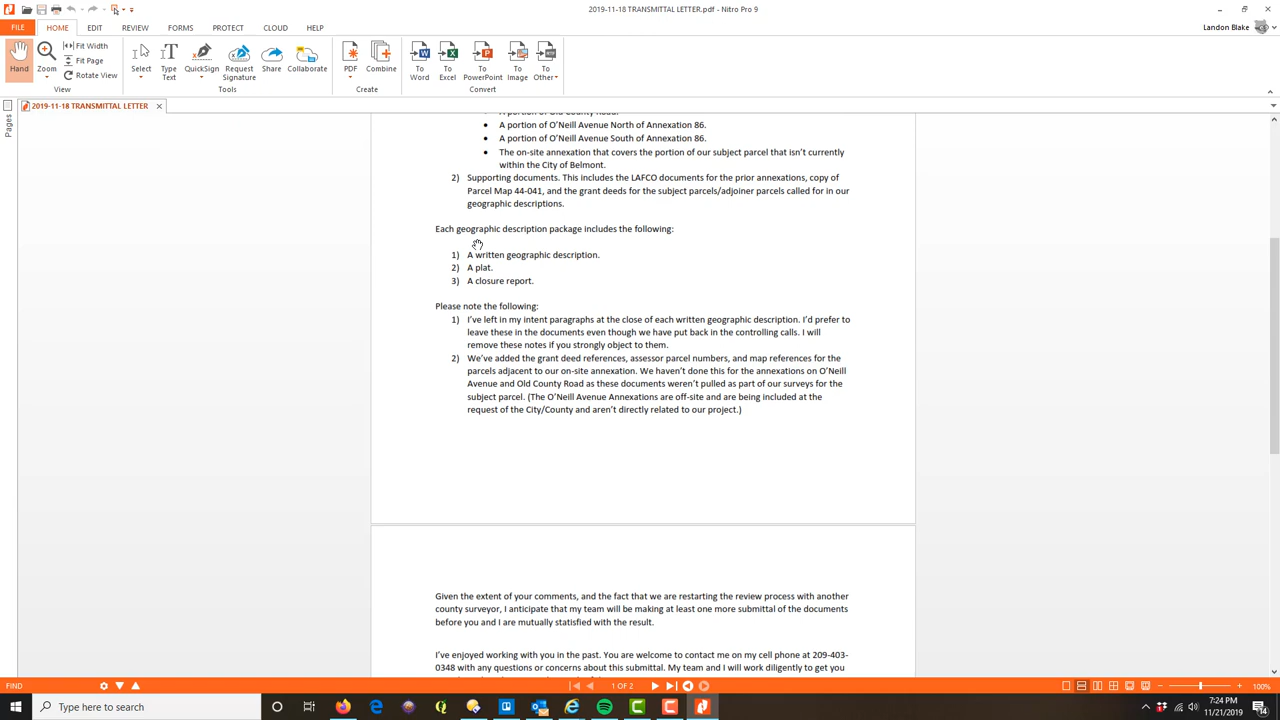 2019-11-18 TRANSMITTAL LETTER.pdf - Nitro Pro 9
FILE HOME EDIT REVIEW FORMS PROTECT CLOUD HELP
Landon Blake
Hand
Zoom
Fit Width
Fit Page
Rotate View
View
Select
Type Text
QuickSign
Request Signature
Share
Collaborate
Tools
PDF
Combine
Create
To Word
To Excel
To PowerPoint
To Image
To Other
Convert
2019-11-18 TRANSMITTAL LETTER
Pages
A portion of Old County Road.
• A portion of O'Neill Avenue North of Annexation 86.
• A portion of O'Neill Avenue South of Annexation 86.
• The on-site annexation that covers the portion of our subject parcel that isn't currently
within the City of Belmont.
2) Supporting documents. This includes the LAFCO documents for the prior annexations, copy of
Parcel Map 44-041, and the grant deeds for the subject parcels/adjoiner parcels called for in our
geographic descriptions.
Each geographic description package includes the following:
1) A written geographic description.
2) A plat.
3) A closure report.
Please note the following:
1) I've left in my intent paragraphs at the close of each written geographic description. I'd prefer to
leave these in the documents even though we have put back in the controlling calls. I will
remove these notes if you strongly object to them.
2) We've added the grant deed references, assessor parcel numbers, and map references for the
parcels adjacent to our on-site annexation. We haven't done this for the annexations on O'Neill
Avenue and Old County Road as these documents weren't pulled as part of our surveys for the
subject parcel. (The O'Neill Avenue Annexations are off-site and are being included at the
request of the City/County and aren't directly related to our project.)
Given the extent of your comments, and the fact that we are restarting the review process with another
county surveyor, I anticipate that my team will be making at least one more submittal of the documents
before you and I are mutually statisfied with the result.
I've enjoyed working with you in the past. You are welcome to contact me on my cell phone at 209-403-
0348 with any questions or concerns about this submittal. My team and I will work diligently to get you
FIND
1 OF 2
100%
Type here to search
7:24 PM
11/21/2019
14